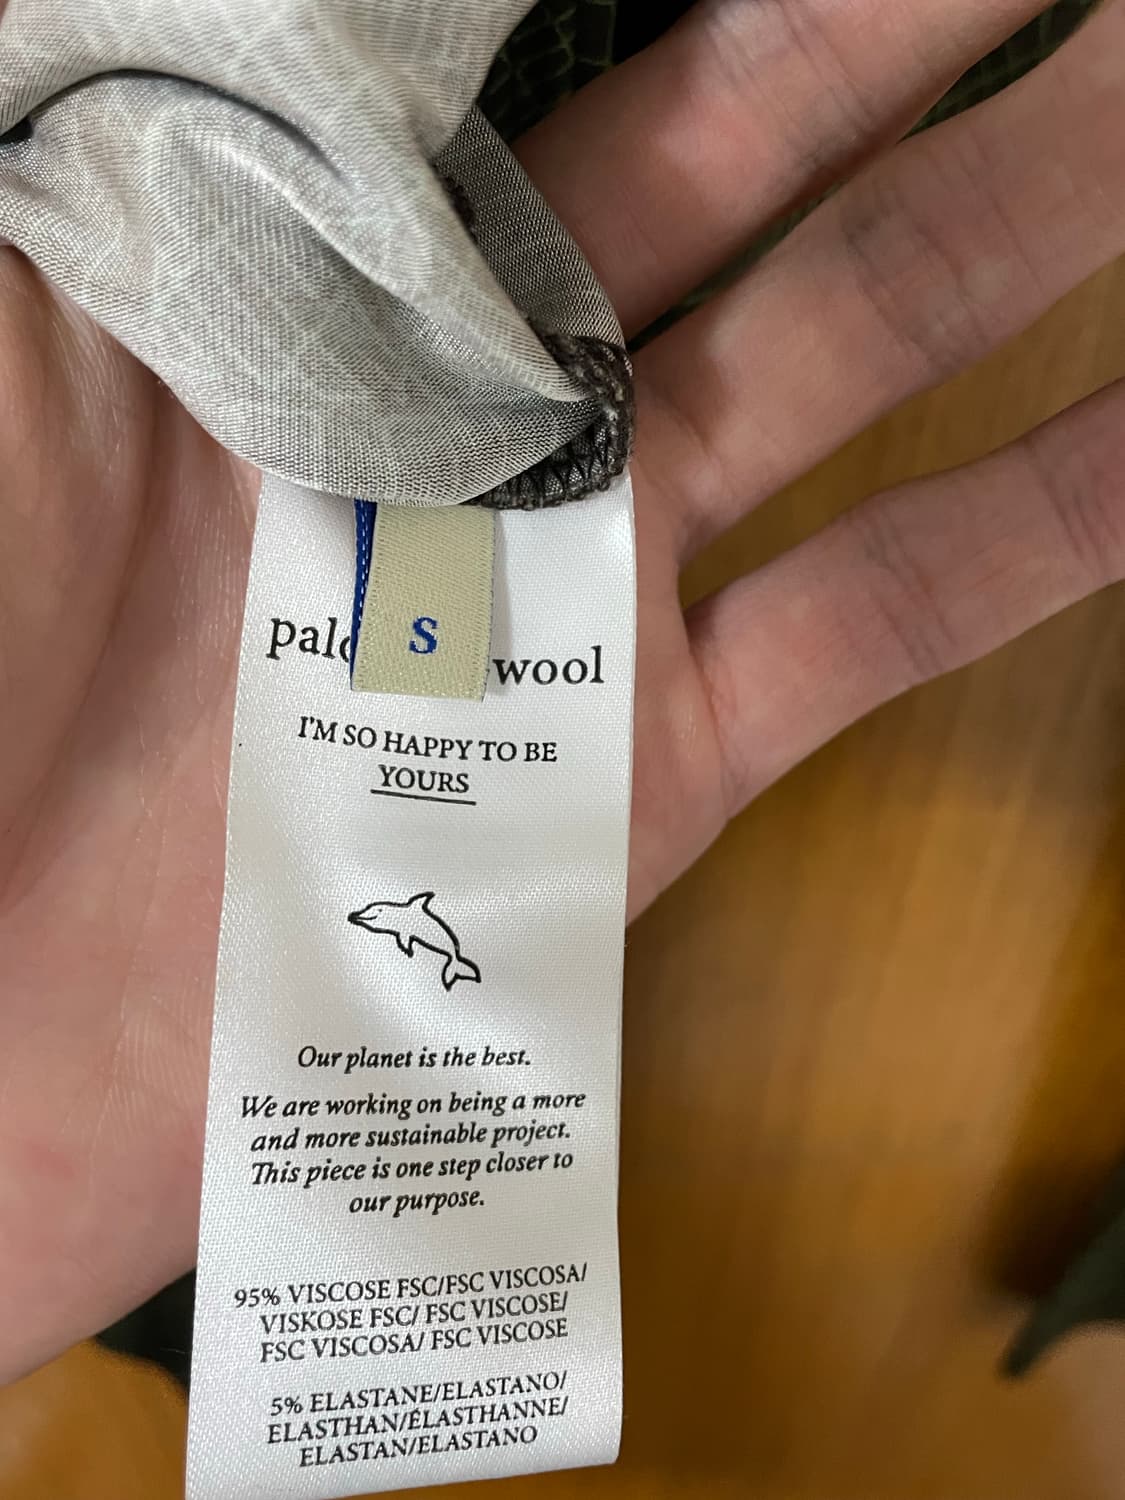 S
wool
I'M SO HAPPY TO BE
YOURS
Our planet is the best.
We are working on being a more
and more sustainable project.
This piece is one step closer to
our purpose.
95% VISCOSE FSC/FSC VISCOSA/
VISKOSE FSC/ FSC VISCOSE/
FSC VISCOSA/ FSC VISCOSE
5% ELASTANE/ELASTANO/
ELASTHAN/ÉLASTHANNE/
ELASTAN/ELASTANO